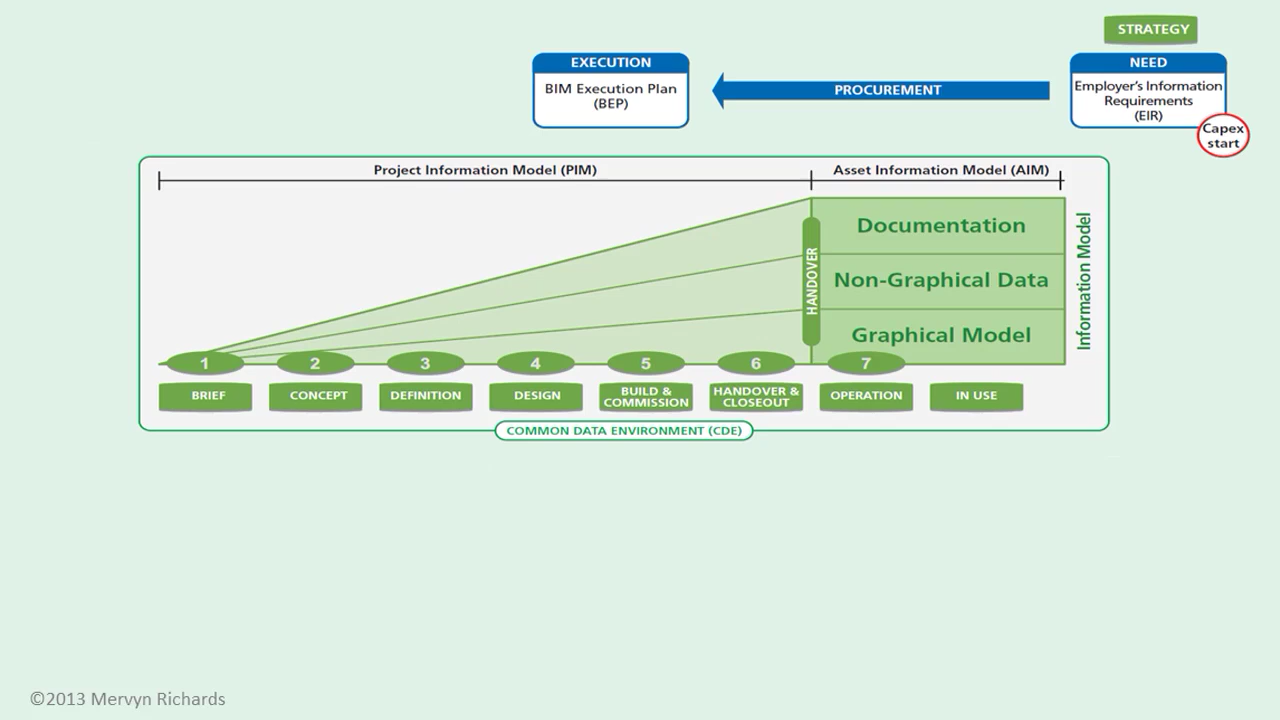 STRATEGY
EXECUTION
BIM Execution Plan
(BEP)
PROCUREMENT
NEED
Employer's Information
Requirements
(EIR)
Capex
start
Project Information Model (PIM)
Asset Information Model (AIM)
Documentation
Non-Graphical Data
Graphical Model
HANDOVER
Information Model
1
2
3
4
5
6
7
BRIEF
CONCEPT
DEFINITION
DESIGN
BUILD &
COMMISSION
HANDOVER &
CLOSEOUT
OPERATION
IN USE
COMMON DATA ENVIRONMENT (CDE)
©2013 Mervyn Richards